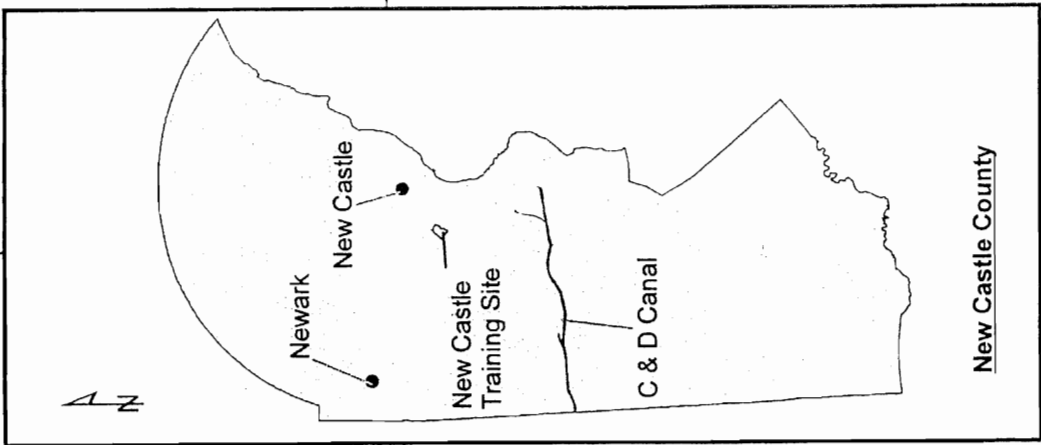 N
Newark
New Castle
New Castle
Training Site
C & D Canal
New Castle County